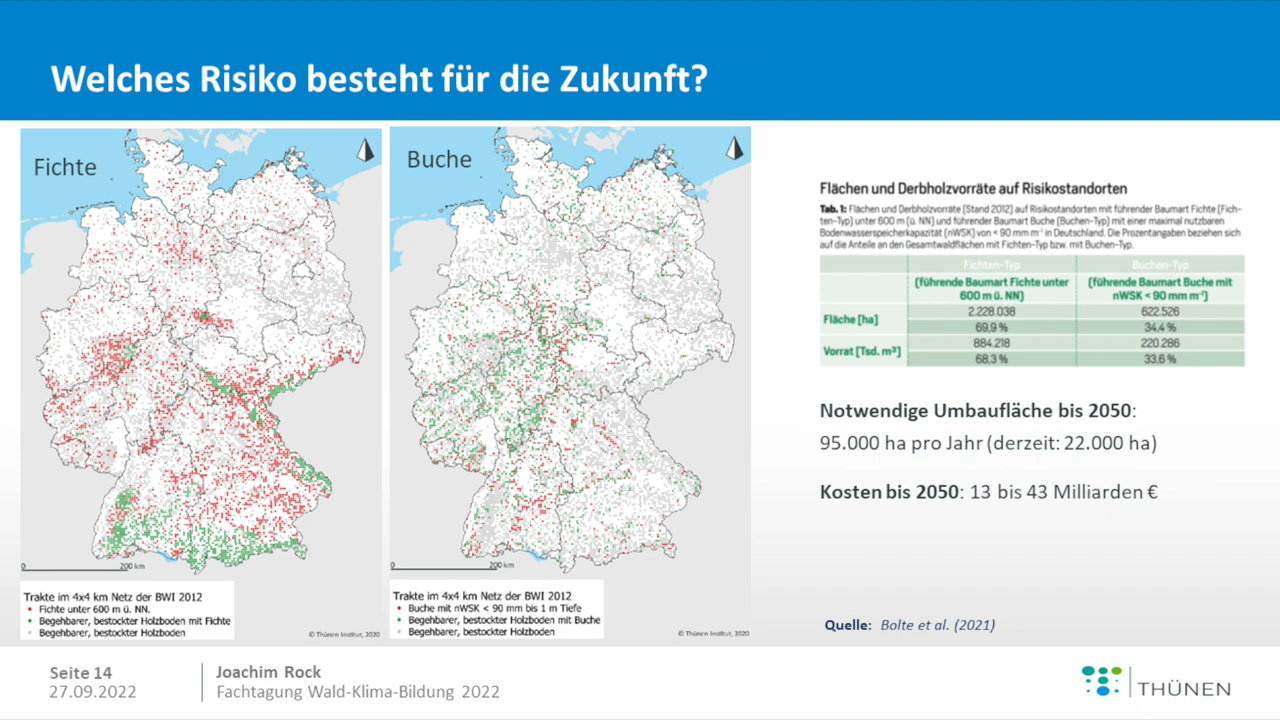 Welches Risiko besteht für die Zukunft?
Fichte
0
200 km
Trakte im 4x4 km Netz der BWI 2012
Fichte unter 600 m ü. NN.
Begehbarer, bestockter Holzboden mit Fichte
Begehbarer, bestockter Holzboden
© Thünen Institut, 2020
Buche
0
200 km
Trakte im 4x4 km Netz der BWI 2012
Buche mit nWSK < 90 mm bis 1 m Tiefe
Begehbarer, bestockter Holzboden mit Buche
Begehbarer, bestockter Holzboden
© Thünen Institut, 2020
Flächen und Derbholzvorräte auf Risikostandorten
Tab. 1: Flächen und Derbholzvorräte (Stand 2012) auf Risikostandorten mit führender Baumart Fichte (Fich-
ten-Typ) unter 600 m (ü. NN) und führender Baumart Buche (Buchen-Typ) mit einer maximal nutzbaren
Bodenwasserspeicherkapazität (nWSK) von < 90 mm m⁻¹ in Deutschland. Die Prozentangaben beziehen sich
auf die Anteile an den Gesamtwaldflächen mit Fichten-Typ bzw. mit Buchen-Typ.
Fichten-Typ Buchen-Typ
(führende Baumart Fichte unter (führende Baumart Buche mit
600 m ü. NN) nWSK < 90 mm m⁻¹)
Fläche [ha] 2.228.038 622.526
69,9 % 34,4 %
Vorrat [Tsd. m³] 884.218 220.286
68,3 % 33,6 %
Notwendige Umbaufläche bis 2050:
95.000 ha pro Jahr (derzeit: 22.000 ha)
Kosten bis 2050: 13 bis 43 Milliarden €
Quelle: Bolte et al. (2021)
Seite 14
27.09.2022
Joachim Rock
Fachtagung Wald-Klima-Bildung 2022
THÜNEN